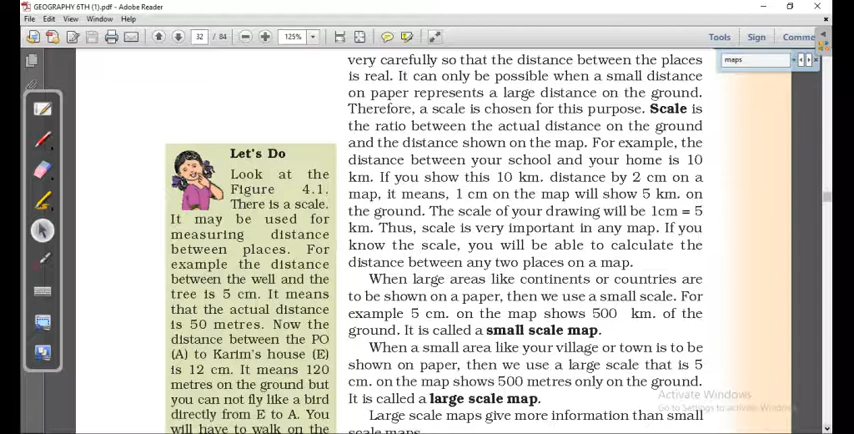 GEOGRAPHY 6TH (1).pdf - Adobe Reader
File Edit View Window Help
32 / 84 125% Tools Sign Comme
maps
very carefully so that the distance between the places
is real. It can only be possible when a small distance
on paper represents a large distance on the ground.
Therefore, a scale is chosen for this purpose. Scale is
the ratio between the actual distance on the ground
and the distance shown on the map. For example, the
distance between your school and your home is 10
km. If you show this 10 km. distance by 2 cm on a
map, it means, 1 cm on the map will show 5 km. on
the ground. The scale of your drawing will be 1cm = 5
km. Thus, scale is very important in any map. If you
know the scale, you will be able to calculate the
distance between any two places on a map.
When large areas like continents or countries are
to be shown on a paper, then we use a small scale. For
example 5 cm. on the map shows 500 km. of the
ground. It is called a small scale map.
When a small area like your village or town is to be
shown on paper, then we use a large scale that is 5
cm. on the map shows 500 metres only on the ground.
It is called a large scale map.
Large scale maps give more information than small
scale maps.
Let's Do
Look at the
Figure 4.1.
There is a scale.
It may be used for
measuring distance
between places. For
example the distance
between the well and the
tree is 5 cm. It means
that the actual distance
is 50 metres. Now the
distance between the PO
(A) to Karim's house (E)
is 12 cm. It means 120
metres on the ground but
you can not fly like a bird
directly from E to A. You
will have to walk on the
Activate Windows
Go to Settings to activate Windows.